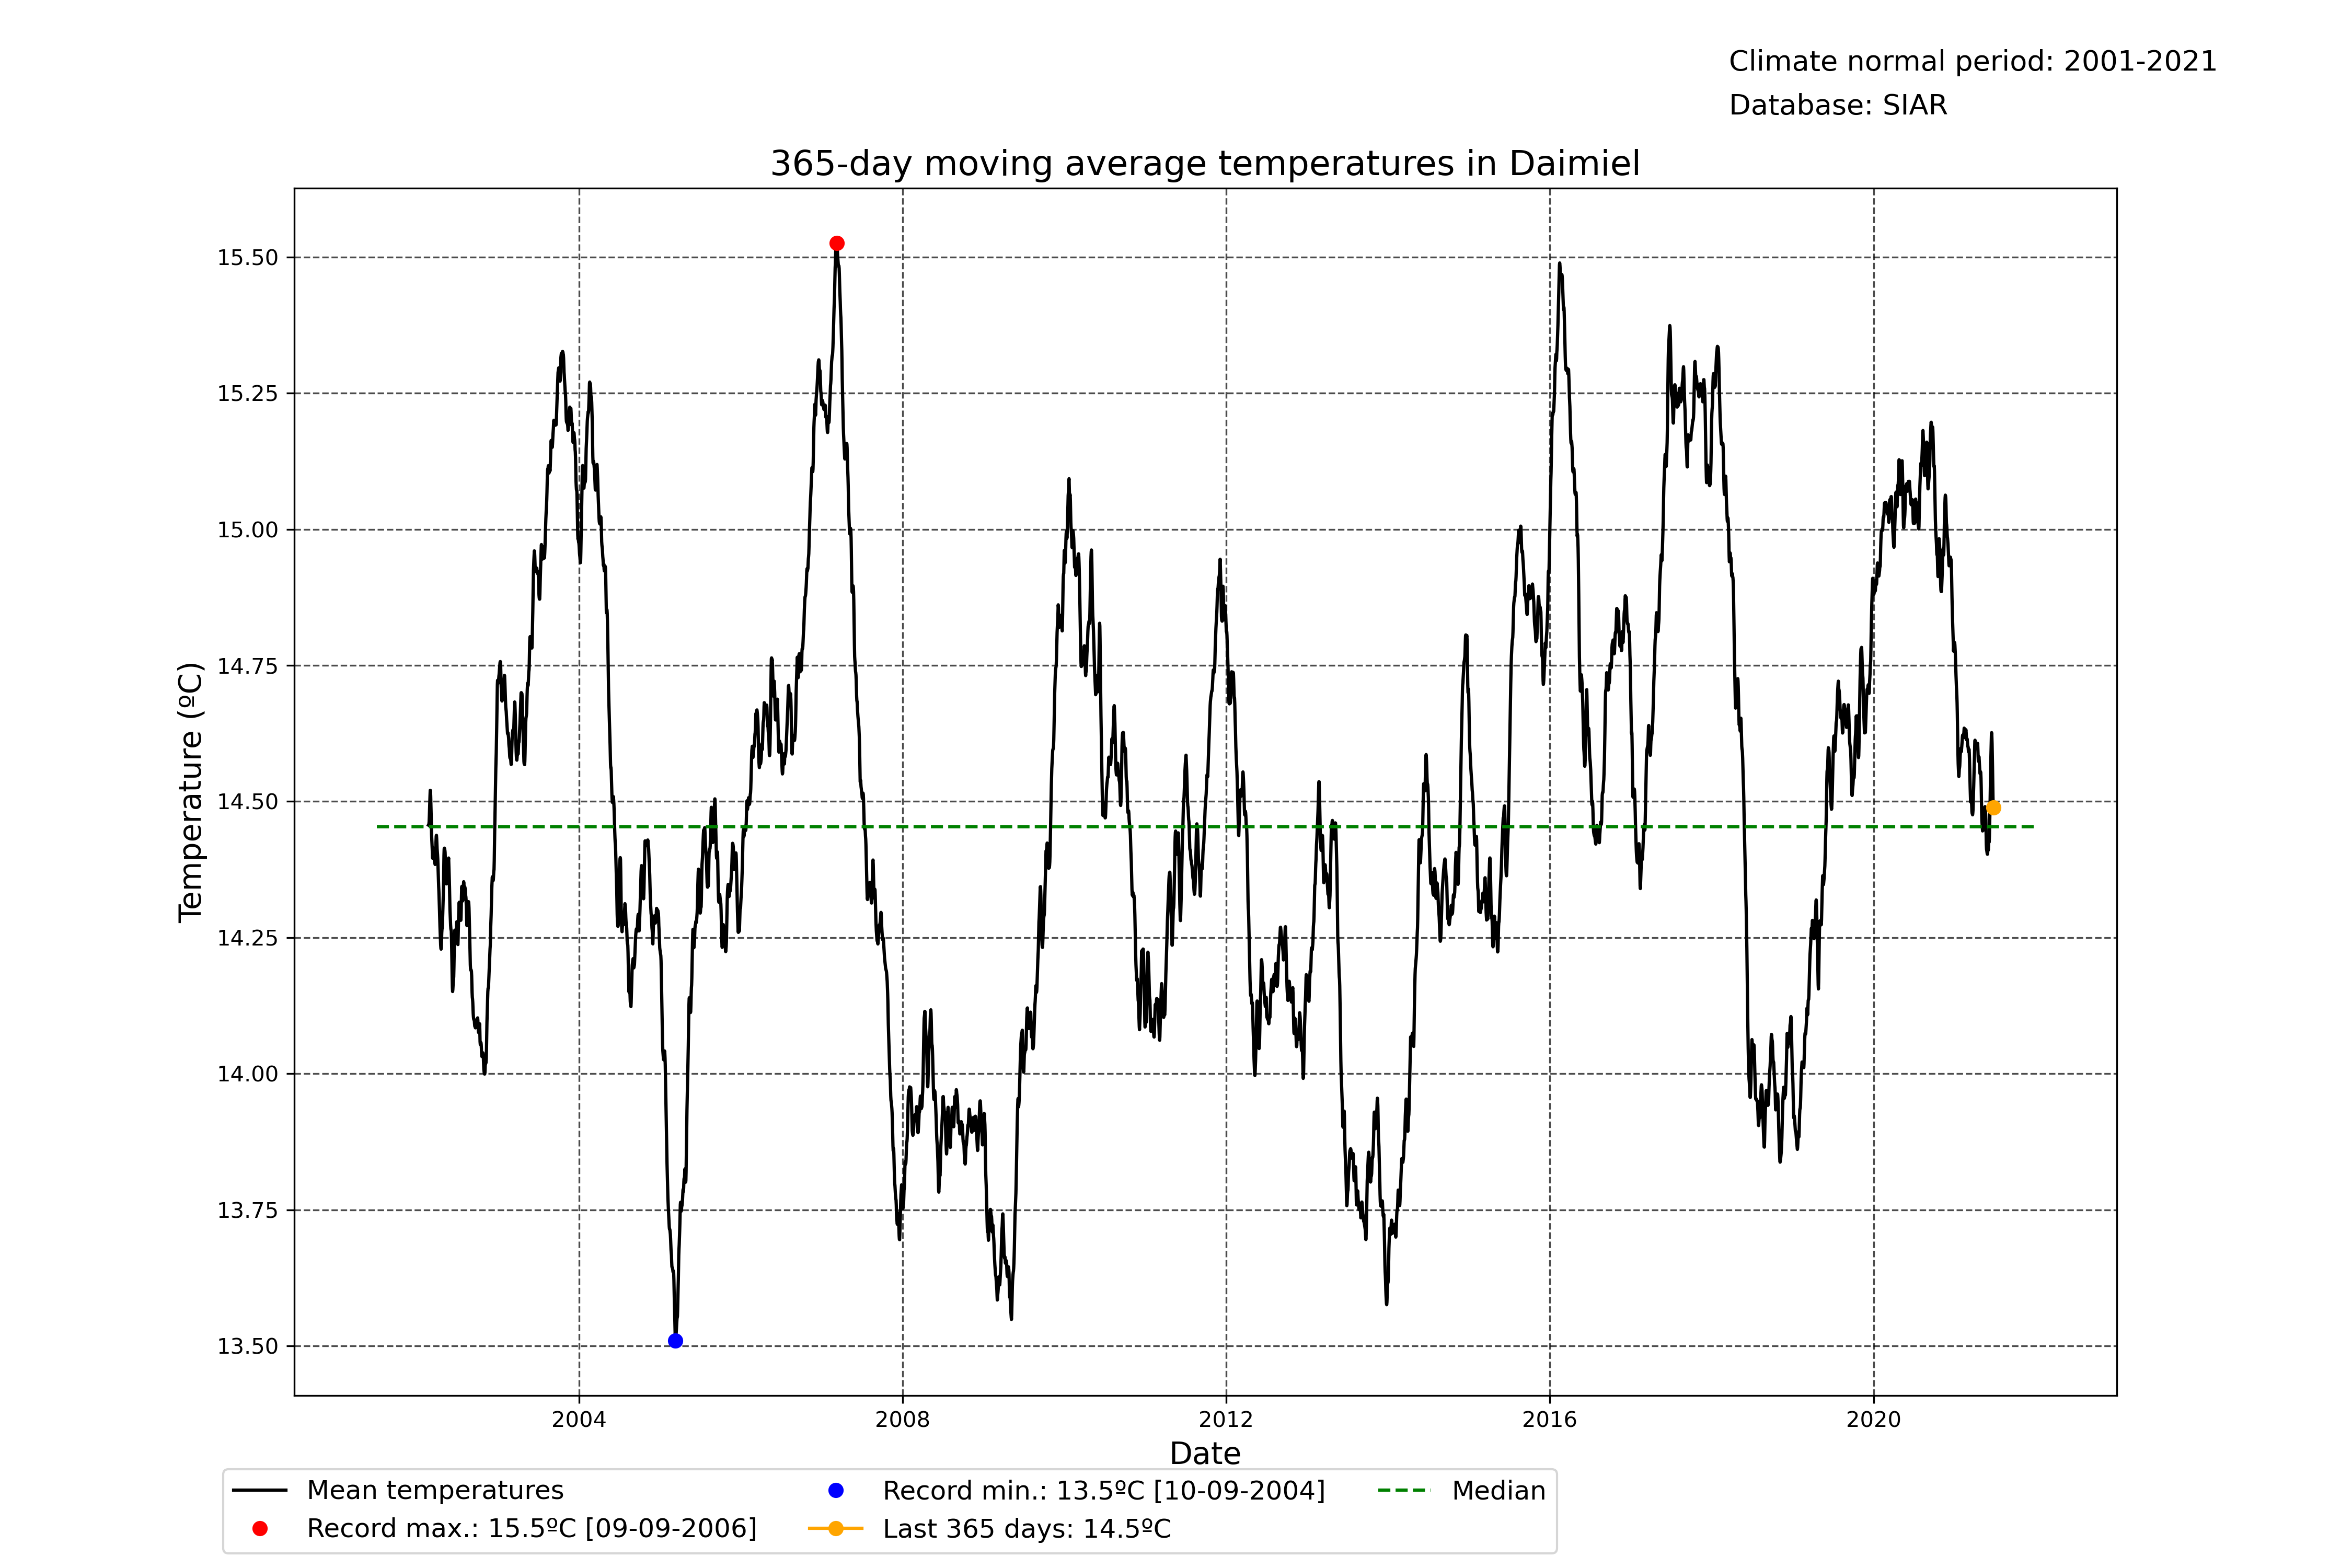 Climate normal period: 2001-2021
Database: SIAR
365-day moving average temperatures in Daimiel
Temperature (ºC)
15.50
15.25
15.00
14.75
14.50
14.25
14.00
13.75
13.50
2004 2008 2012 2016 2020
Date
Mean temperatures
Record max.: 15.5ºC [09-09-2006]
Record min.: 13.5ºC [10-09-2004]
Last 365 days: 14.5ºC
Median